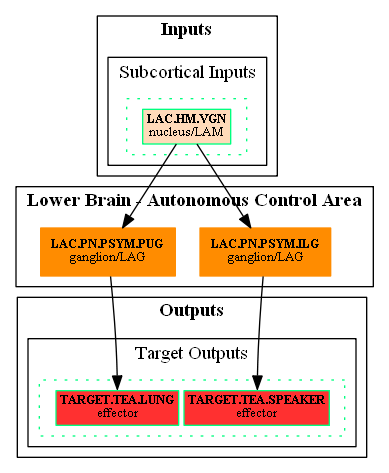 Inputs
Subcortical Inputs
LAC.HM.VGN
nucleus/LAM
Lower Brain - Autonomous Control Area
LAC.PN.PSYM.PUG
ganglion/LAG
LAC.PN.PSYM.ILG
ganglion/LAG
Outputs
Target Outputs
TARGET.TEA.LUNG
effector
TARGET.TEA.SPEAKER
effector